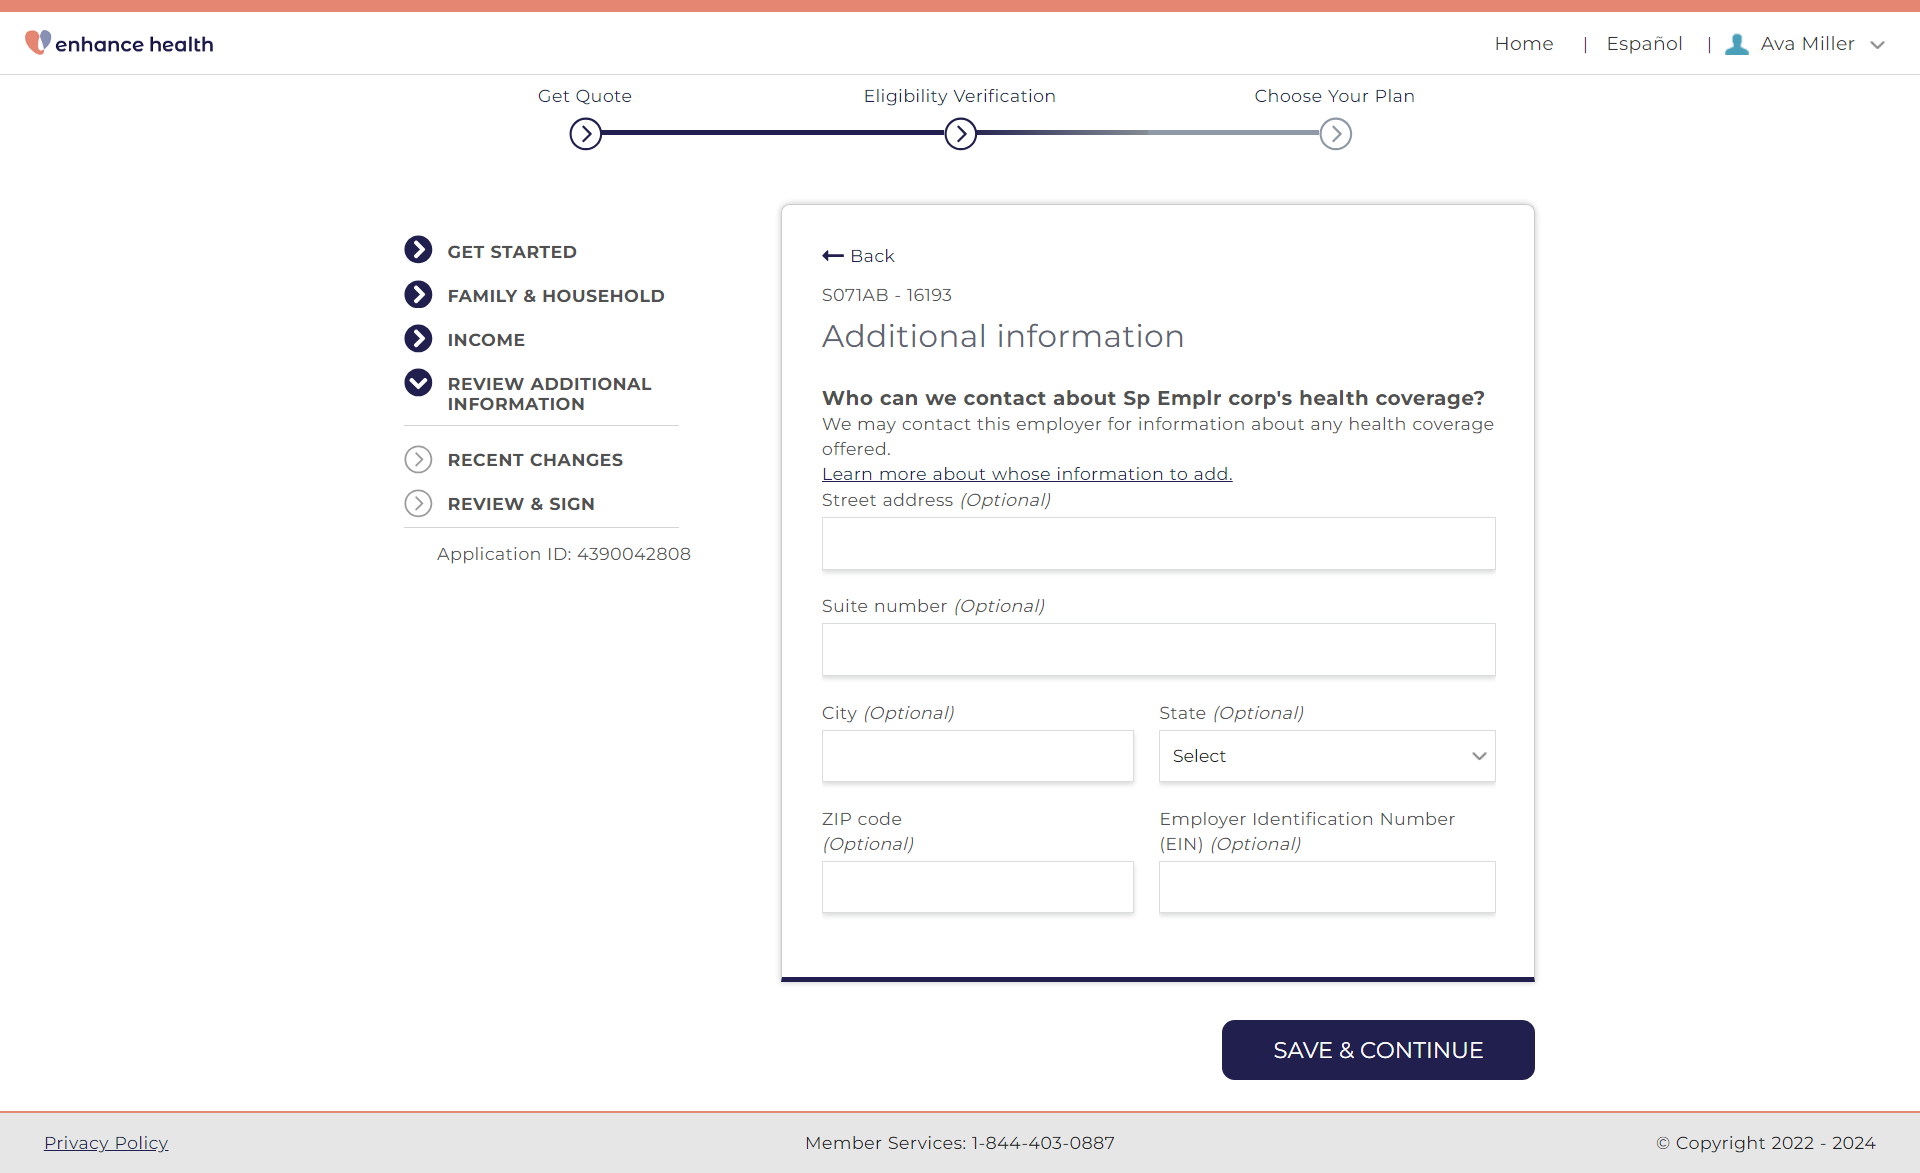 enhance health
Home | Español | Ava Miller
Get Quote
Eligibility Verification
Choose Your Plan
GET STARTED
FAMILY & HOUSEHOLD
INCOME
REVIEW ADDITIONAL
INFORMATION
RECENT CHANGES
REVIEW & SIGN
Application ID: 4390042808
Back
S071AB - 16193
Additional information
Who can we contact about Sp Emplr corp's health coverage?
We may contact this employer for information about any health coverage
offered.
Learn more about whose information to add.
Street address (Optional)
Suite number (Optional)
City (Optional)
State (Optional)
Select
ZIP code
(Optional)
Employer Identification Number
(EIN) (Optional)
SAVE & CONTINUE
Privacy Policy
Member Services: 1-844-403-0887
© Copyright 2022 - 2024